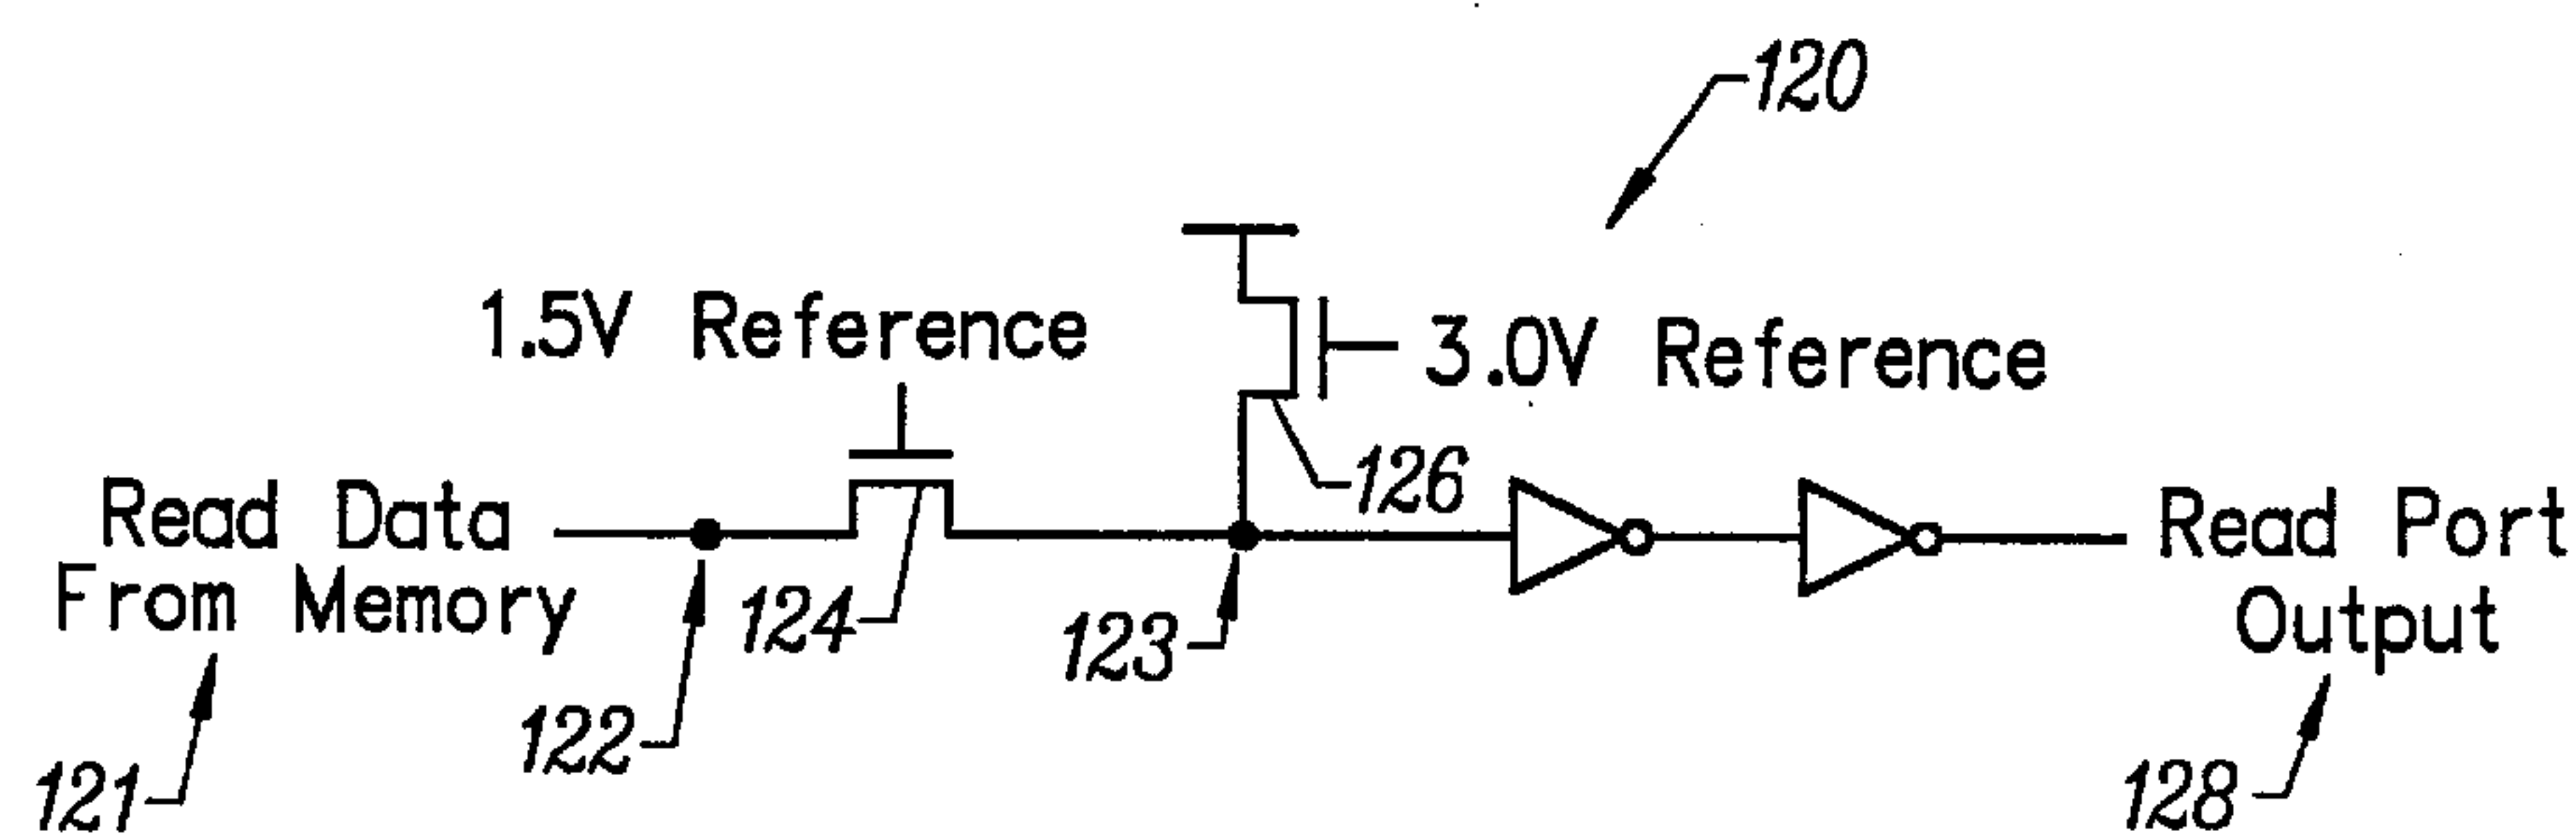 120
1.5V Reference
3.0V Reference
126
Read Data
From Memory
124
123
122
121
Read Port
Output
128